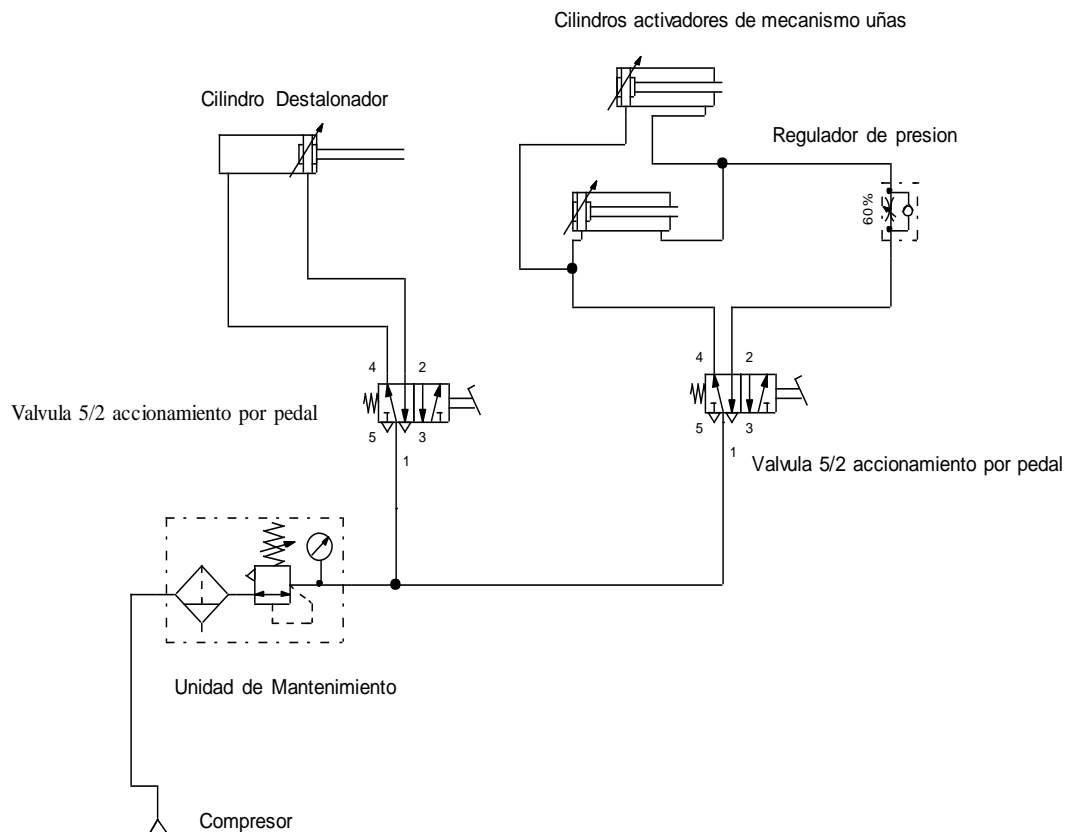 Cilindros activadores de mecanismo uñas
Cilindro Destalonador
Regulador de presion
60%
4 2
4 2
Valvula 5/2 accionamiento por pedal
5 3
1
5 3
1
Valvula 5/2 accionamiento por pedal
Unidad de Mantenimiento
Compresor